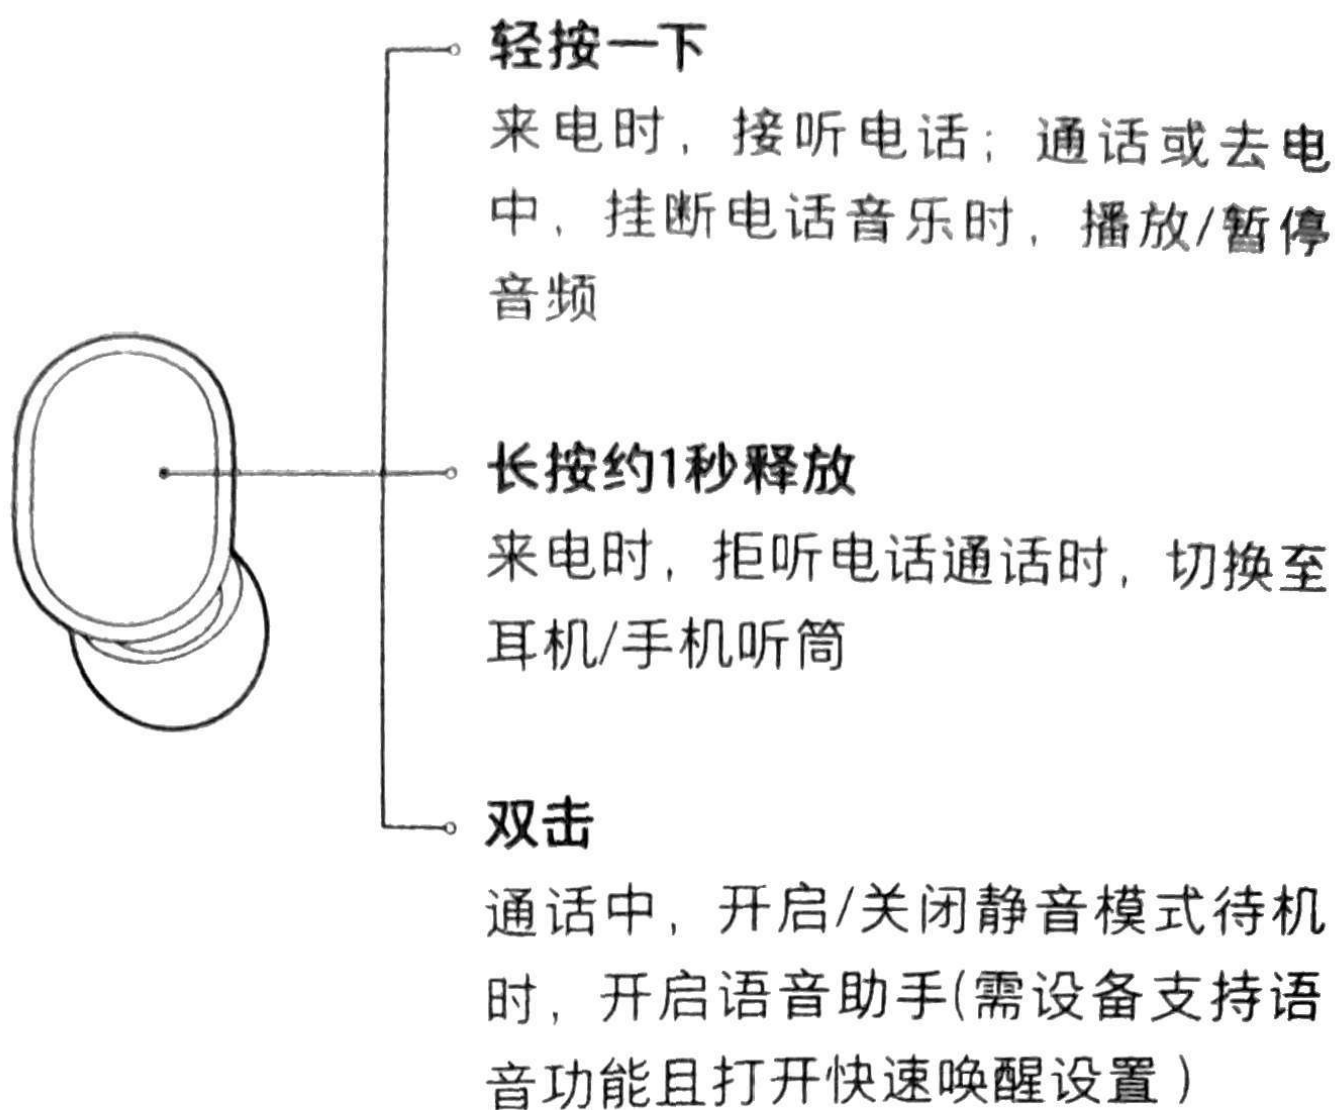 轻按一下
来电时，接听电话；通话或去电
中，挂断电话音乐时，播放/暂停
音频
长按约1秒释放
来电时，拒听电话通话时，切换至
耳机/手机听筒
双击
通话中，开启/关闭静音模式待机
时，开启语音助手(需设备支持语
音功能且打开快速唤醒设置）